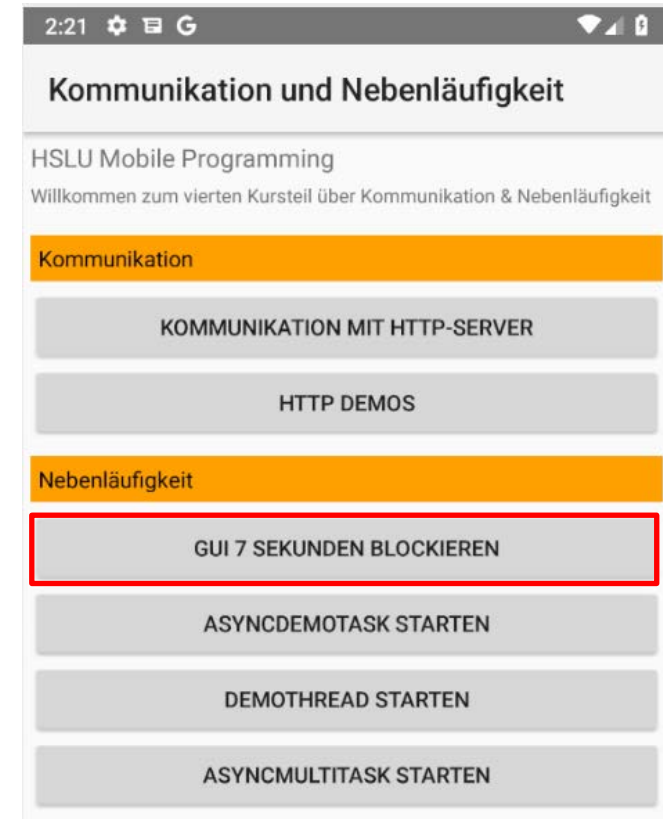 2:21
Kommunikation und Nebenläufigkeit
HSLU Mobile Programming
Willkommen zum vierten Kursteil über Kommunikation & Nebenläufigkeit
Kommunikation
KOMMUNIKATION MIT HTTP-SERVER
HTTP DEMOS
Nebenläufigkeit
GUI 7 SEKUNDEN BLOCKIEREN
ASYNCDEMOTASK STARTEN
DEMOTHREAD STARTEN
ASYNCMULTITASK STARTEN